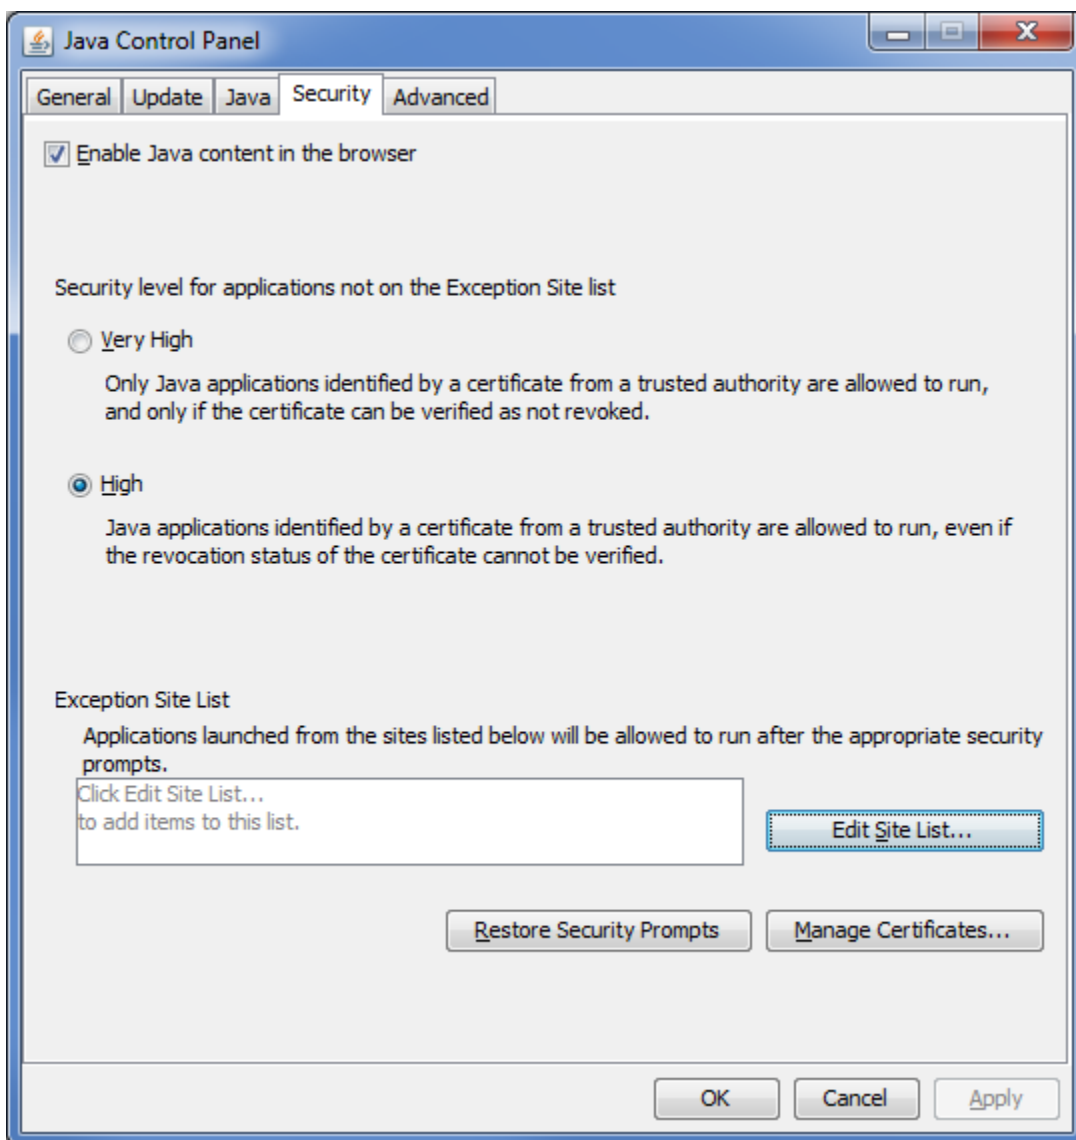 Java Control Panel
General Update Java Security Advanced
Enable Java content in the browser
Security level for applications not on the Exception Site list
Very High
Only Java applications identified by a certificate from a trusted authority are allowed to run,
and only if the certificate can be verified as not revoked.
High
Java applications identified by a certificate from a trusted authority are allowed to run, even if
the revocation status of the certificate cannot be verified.
Exception Site List
Applications launched from the sites listed below will be allowed to run after the appropriate security
prompts.
Click Edit Site List...
to add items to this list.
Edit Site List...
Restore Security Prompts Manage Certificates...
OK Cancel Apply